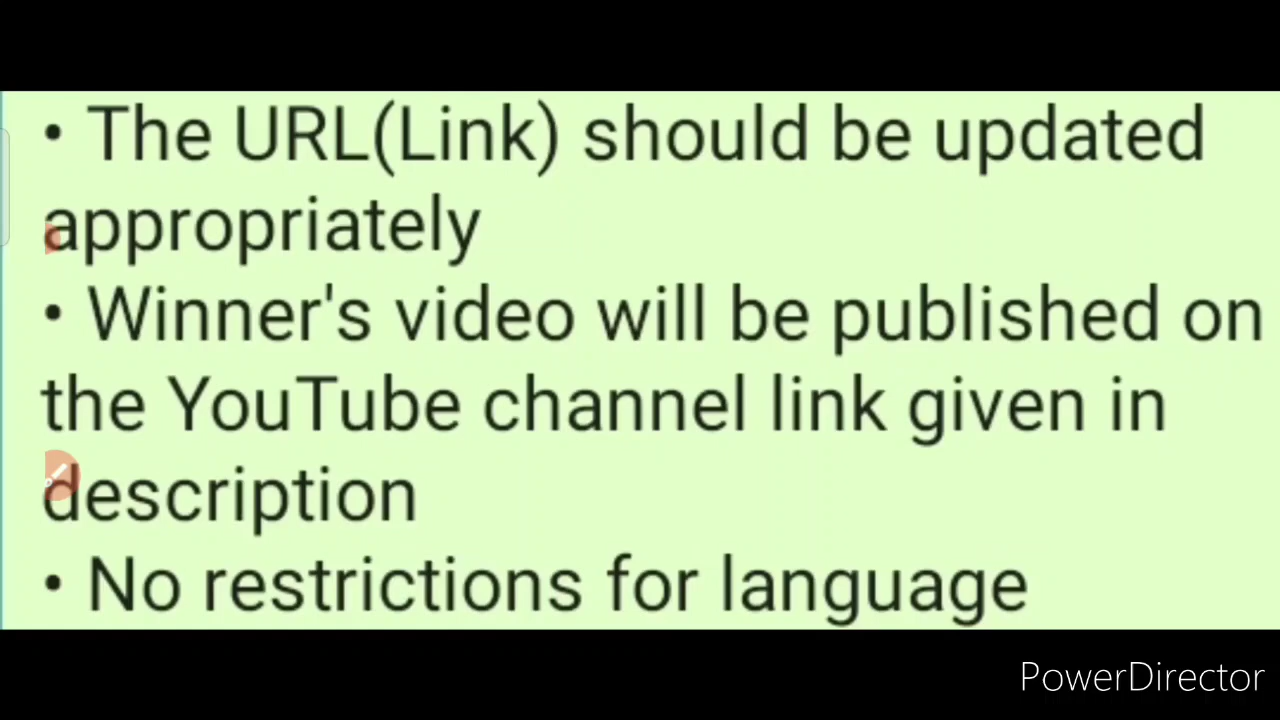 • The URL(Link) should be updated
appropriately
• Winner's video will be published on
the YouTube channel link given in
description
• No restrictions for language
PowerDirector